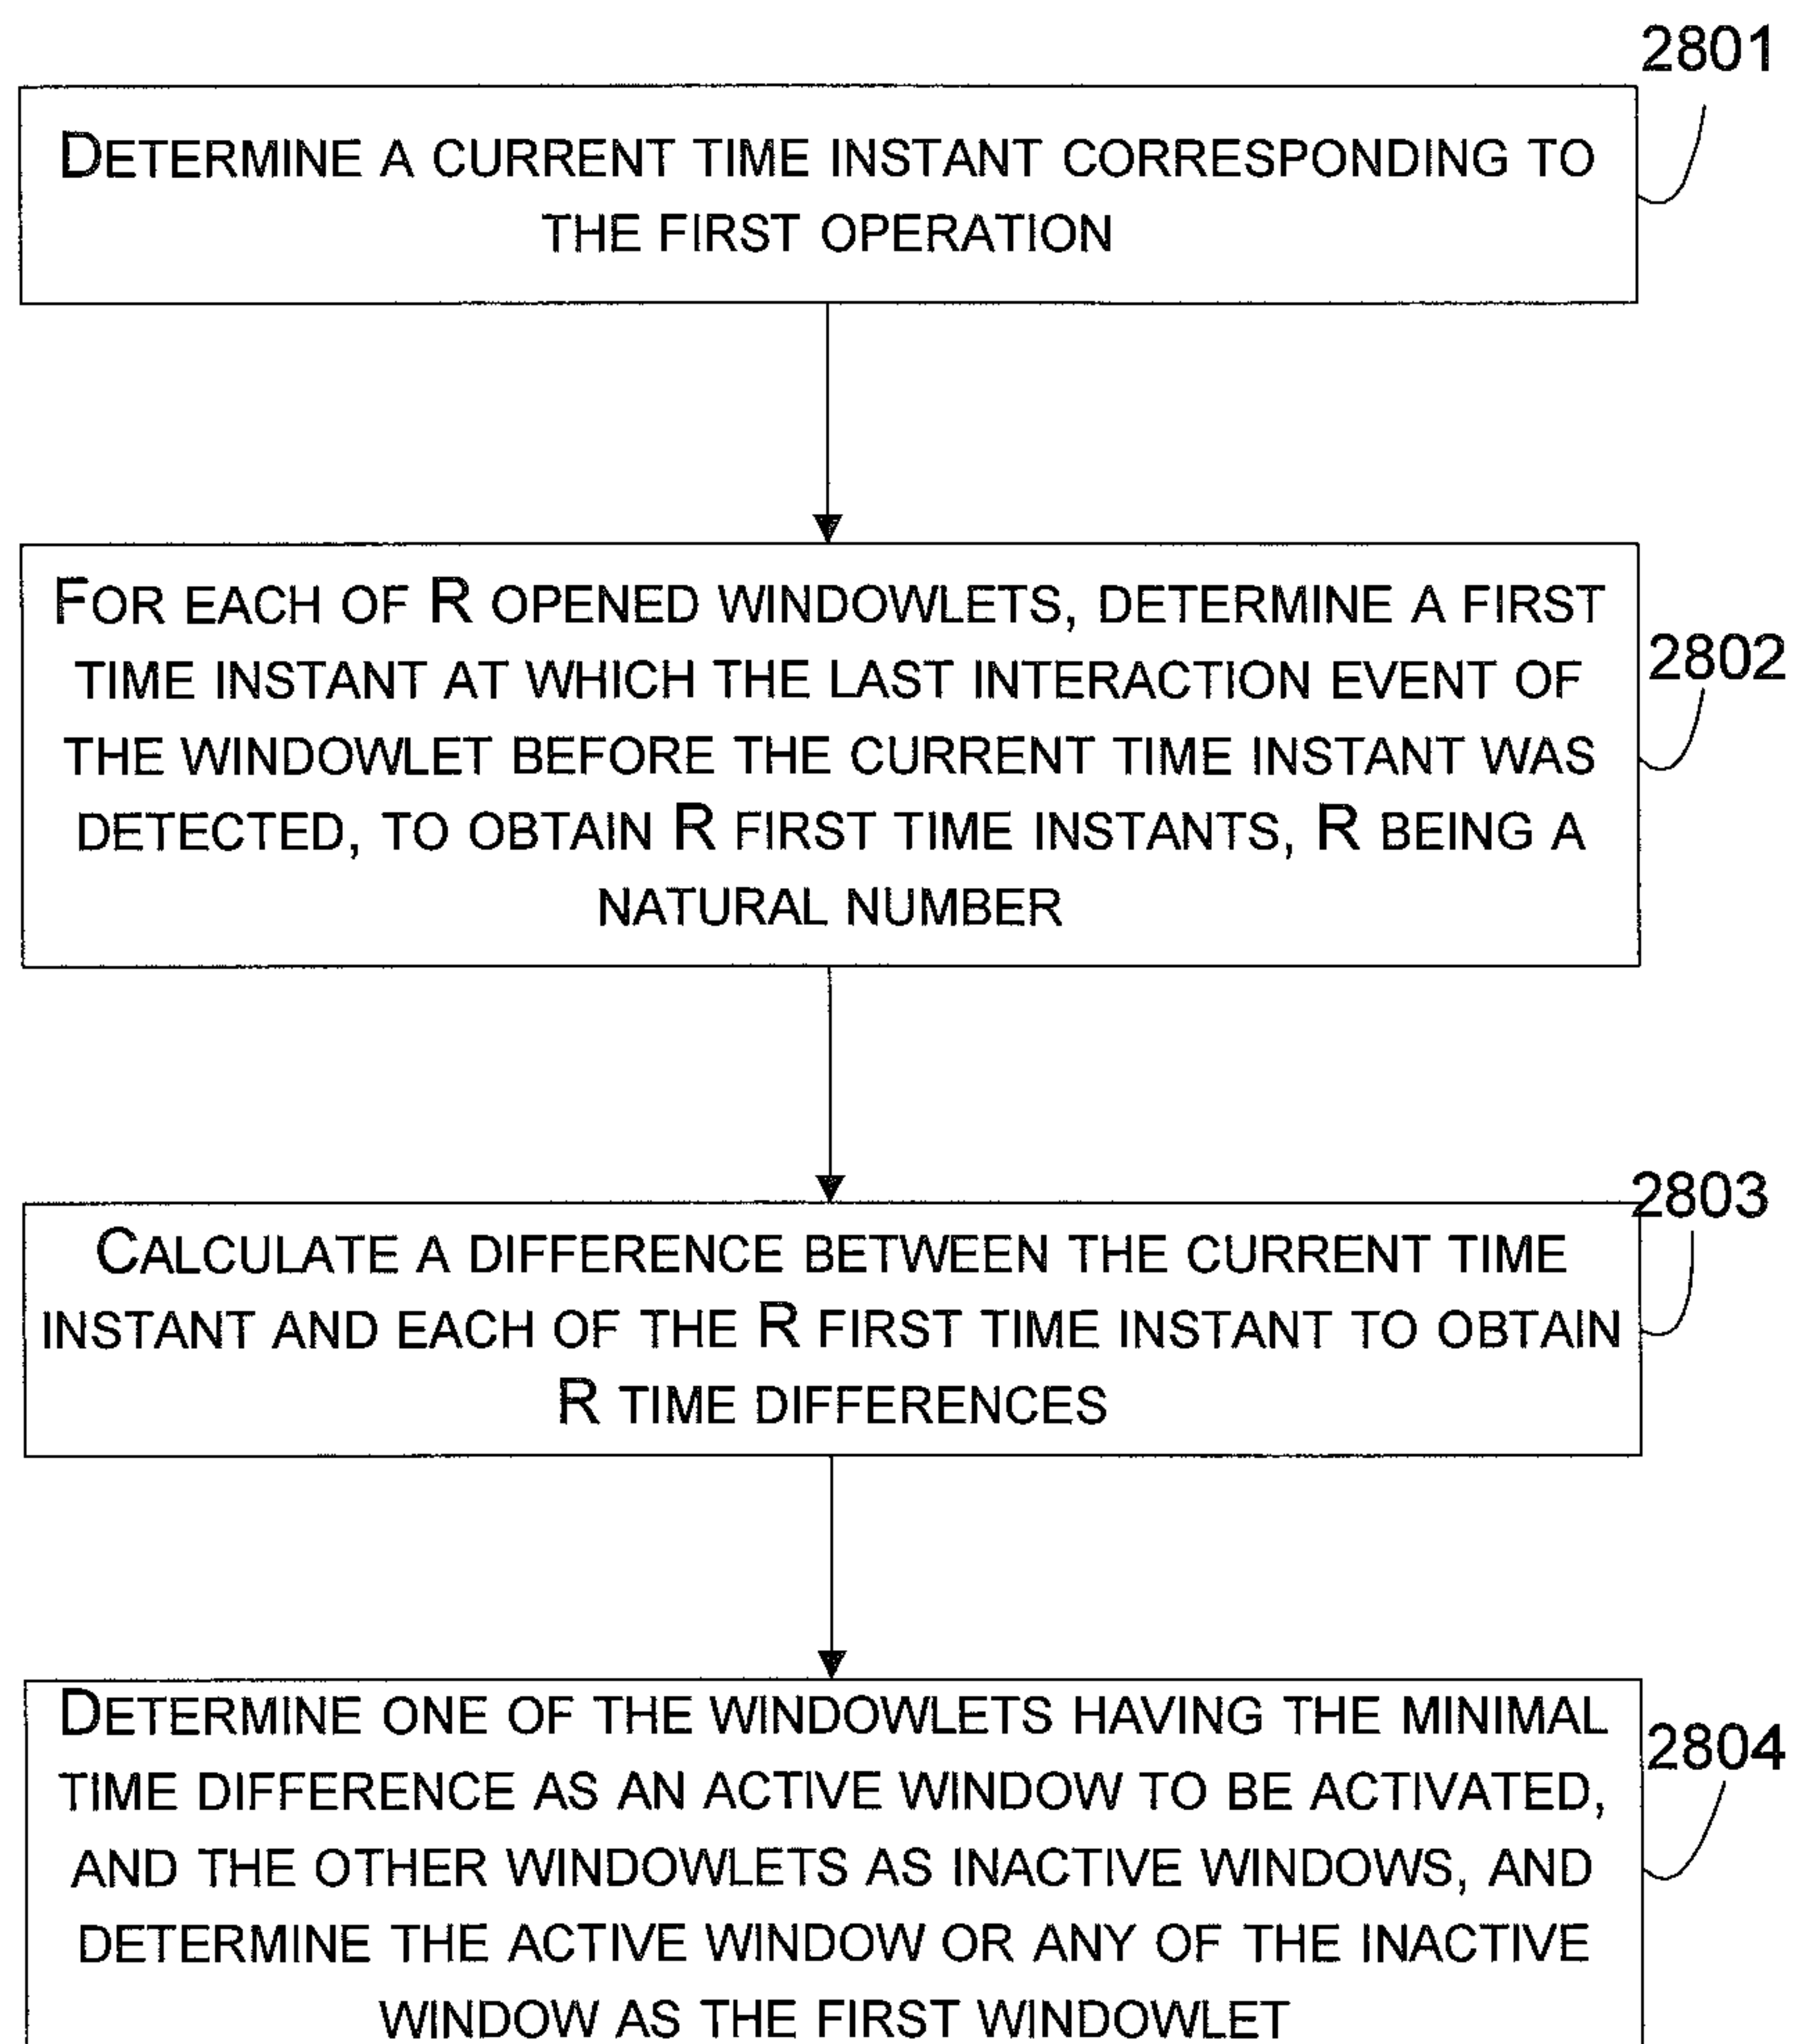 2801
DETERMINE A CURRENT TIME INSTANT CORRESPONDING TO
THE FIRST OPERATION
FOR EACH OF R OPENED WINDOWLETS, DETERMINE A FIRST
TIME INSTANT AT WHICH THE LAST INTERACTION EVENT OF
THE WINDOWLET BEFORE THE CURRENT TIME INSTANT WAS
DETECTED, TO OBTAIN R FIRST TIME INSTANTS, R BEING A
NATURAL NUMBER
2802
2803
CALCULATE A DIFFERENCE BETWEEN THE CURRENT TIME
INSTANT AND EACH OF THE R FIRST TIME INSTANT TO OBTAIN
R TIME DIFFERENCES
DETERMINE ONE OF THE WINDOWLETS HAVING THE MINIMAL
TIME DIFFERENCE AS AN ACTIVE WINDOW TO BE ACTIVATED,
AND THE OTHER WINDOWLETS AS INACTIVE WINDOWS, AND
DETERMINE THE ACTIVE WINDOW OR ANY OF THE INACTIVE
WINDOW AS THE FIRST WINDOWLET
2804